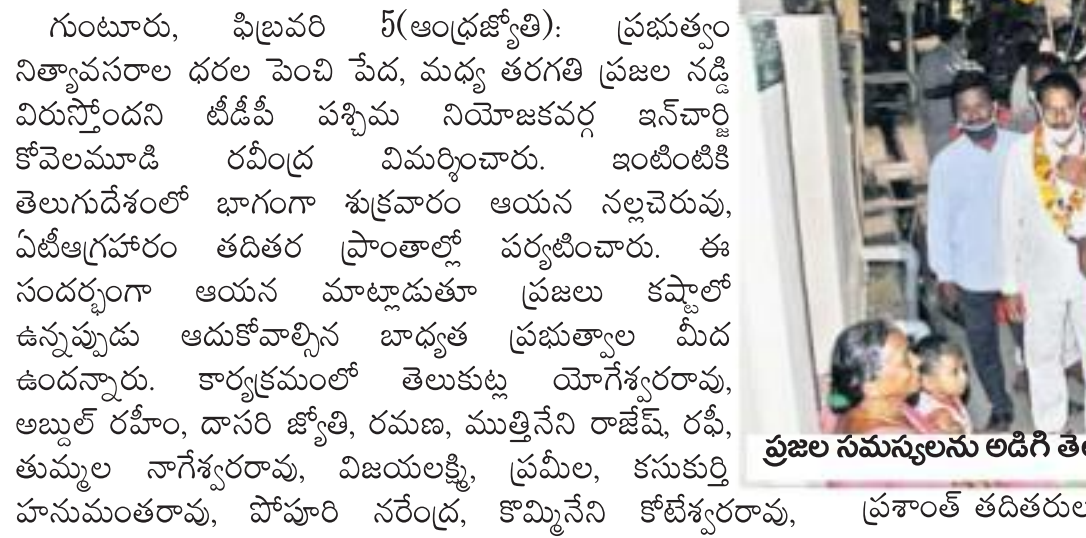 గుంటూరు, ఫిబ్రవరి 5(ఆంధ్రజ్యోతి): ప్రభుత్వం
నిత్యావసరాల ధరల పెంచి పేద, మధ్య తరగతి ప్రజల నడ్డి
విరుస్తోందని టీడీపీ పశ్చిమ నియోజకవర్గ ఇన్‌చార్జి
కోవెలమూడి రవీంద్ర విమర్శించారు. ఇంటింటికి
తెలుగుదేశంలో భాగంగా శుక్రవారం ఆయన నల్లచెరువు,
ఏటీఆగ్రహారం తదితర ప్రాంతాల్లో పర్యటించారు. ఈ
సందర్భంగా ఆయన మాట్లాడుతూ ప్రజలు కష్టాలో
ఉన్నప్పుడు ఆదుకోవాల్సిన బాధ్యత ప్రభుత్వాల మీద
ఉందన్నారు. కార్యక్రమంలో తెలుకుట్ల యోగేశ్వరరావు,
అబ్దుల్ రహీం, దాసరి జ్యోతి, రమణ, ముత్తినేని రాజేష్, రఫీ,
తుమ్మల నాగేశ్వరరావు, విజయలక్ష్మి, ప్రమీల, కసుకుర్తి
హనుమంతరావు, పోపూరి నరేంద్ర, కొమ్మినేని కోటేశ్వరరావు,
ప్రజల సమస్యలను అడిగి
ప్రశాంత్